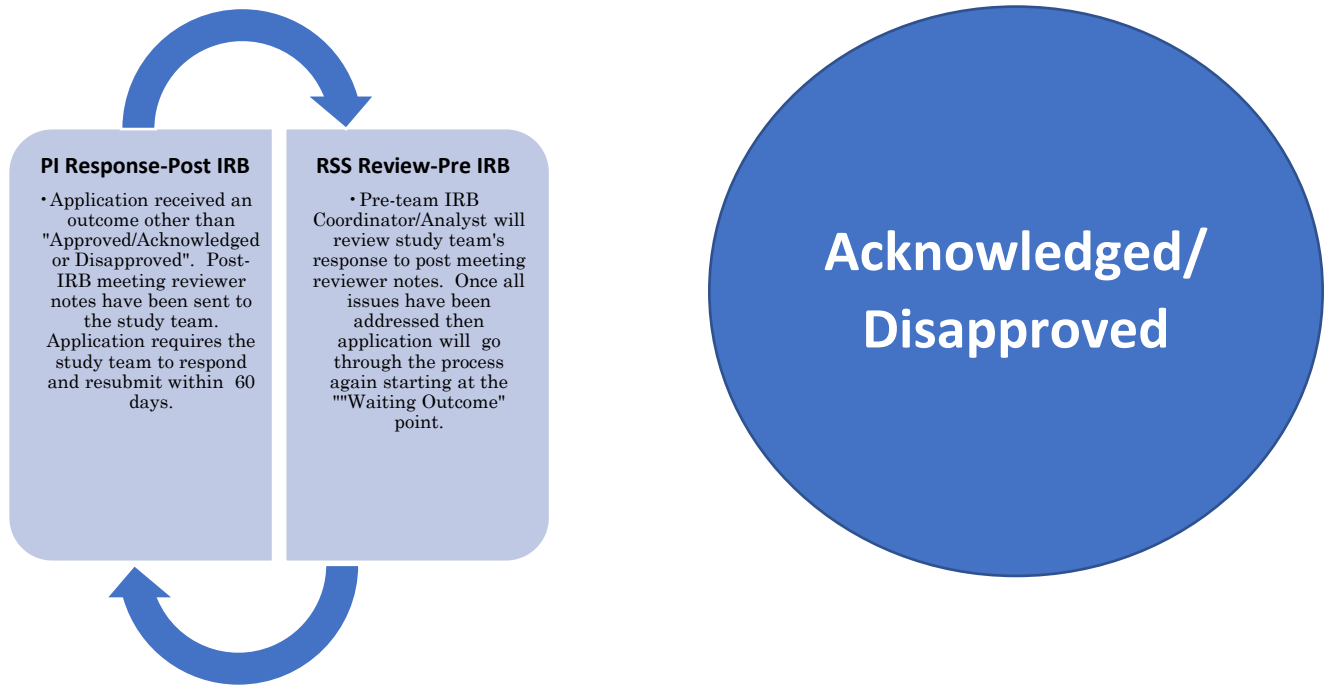 PI Response-Post IRB
• Application received an
outcome other than
"Approved/Acknowledged
or Disapproved".  Post-
IRB meeting reviewer
notes have been sent to
the study team.
Application requires the
study team to respond
and resubmit within  60
days.
RSS Review-Pre IRB
• Pre-team IRB
Coordinator/Analyst will
review study team's
response to post meeting
reviewer notes.  Once all
issues have been
addressed then
application will  go
through the process
again starting at the
""Waiting Outcome"
point.
Acknowledged/
Disapproved